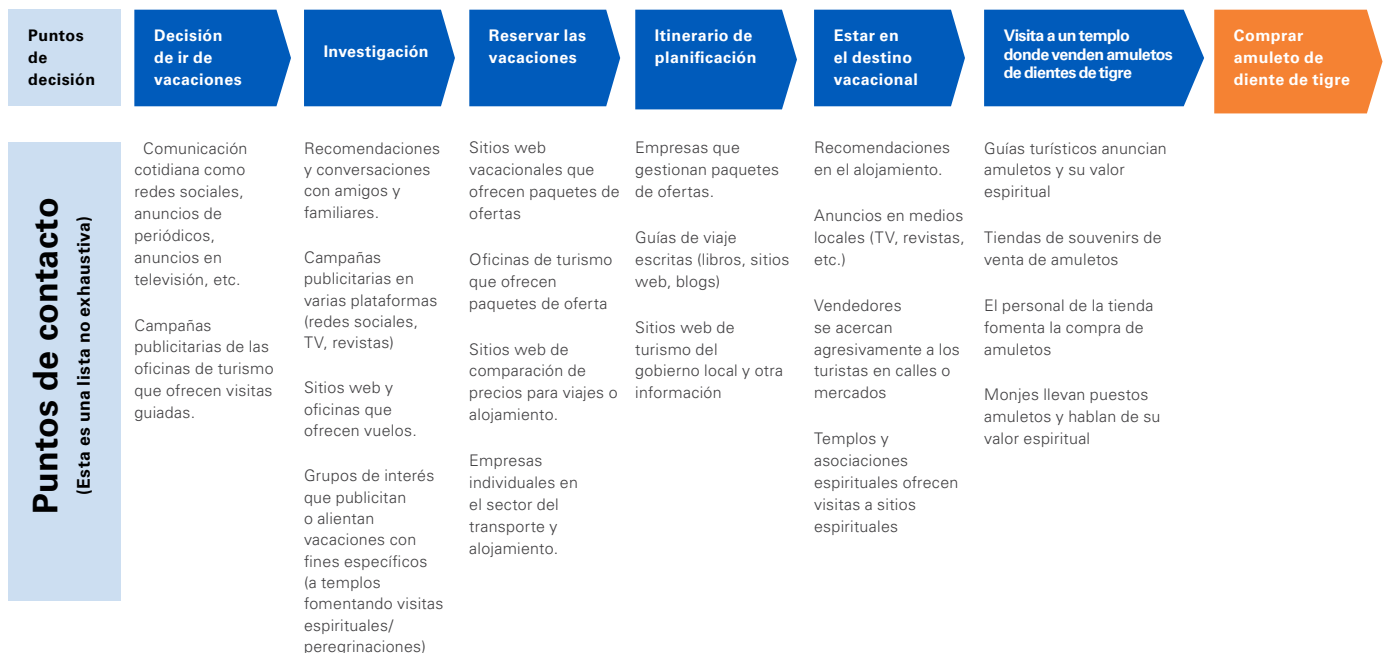 Puntos
de
decisión
Decisión
de ir de
vacaciones
Investigación
Reservar las
vacaciones
Itinerario de
planificación
Estar en
el destino
vacacional
Visita a un templo
donde venden amuletos
de dientes de tigre
Comprar
amuleto de
diente de tigre
Puntos de contacto
(Esta es una lista no exhaustiva)
Comunicación
cotidiana como
redes sociales,
anuncios de
periódicos,
anuncios en
televisión, etc.
Campañas
publicitarias de las
oficinas de turismo
que ofrecen visitas
guiadas.
Recomendaciones
y conversaciones
con amigos y
familiares.
Campañas
publicitarias en
varias plataformas
(redes sociales,
TV, revistas)
Sitios web y
oficinas que
ofrecen vuelos.
Grupos de interés
que publicitan
o alientan
vacaciones con
fines específicos
(a templos
fomentando visitas
espirituales/
peregrinaciones)
Sitios web
vacacionales que
ofrecen paquetes de
ofertas
Oficinas de turismo
que ofrecen
paquetes de oferta
Sitios web de
comparación de
precios para viajes o
alojamiento.
Empresas
individuales en
el sector del
transporte y
alojamiento.
Empresas que
gestionan paquetes
de ofertas.
Guías de viaje
escritas (libros, sitios
web, blogs)
Sitios web de
turismo del
gobierno local y otra
información
Recomendaciones
en el alojamiento.
Anuncios en medios
locales (TV, revistas,
etc.)
Vendedores
se acercan
agresivamente a los
turistas en calles o
mercados
Templos y
asociaciones
espirituales ofrecen
visitas a sitios
espirituales
Guías turísticos anuncian
amuletos y su valor
espiritual
Tiendas de souvenirs de
venta de amuletos
El personal de la tienda
fomenta la compra de
amuletos
Monjes llevan puestos
amuletos y hablan de su
valor espiritual